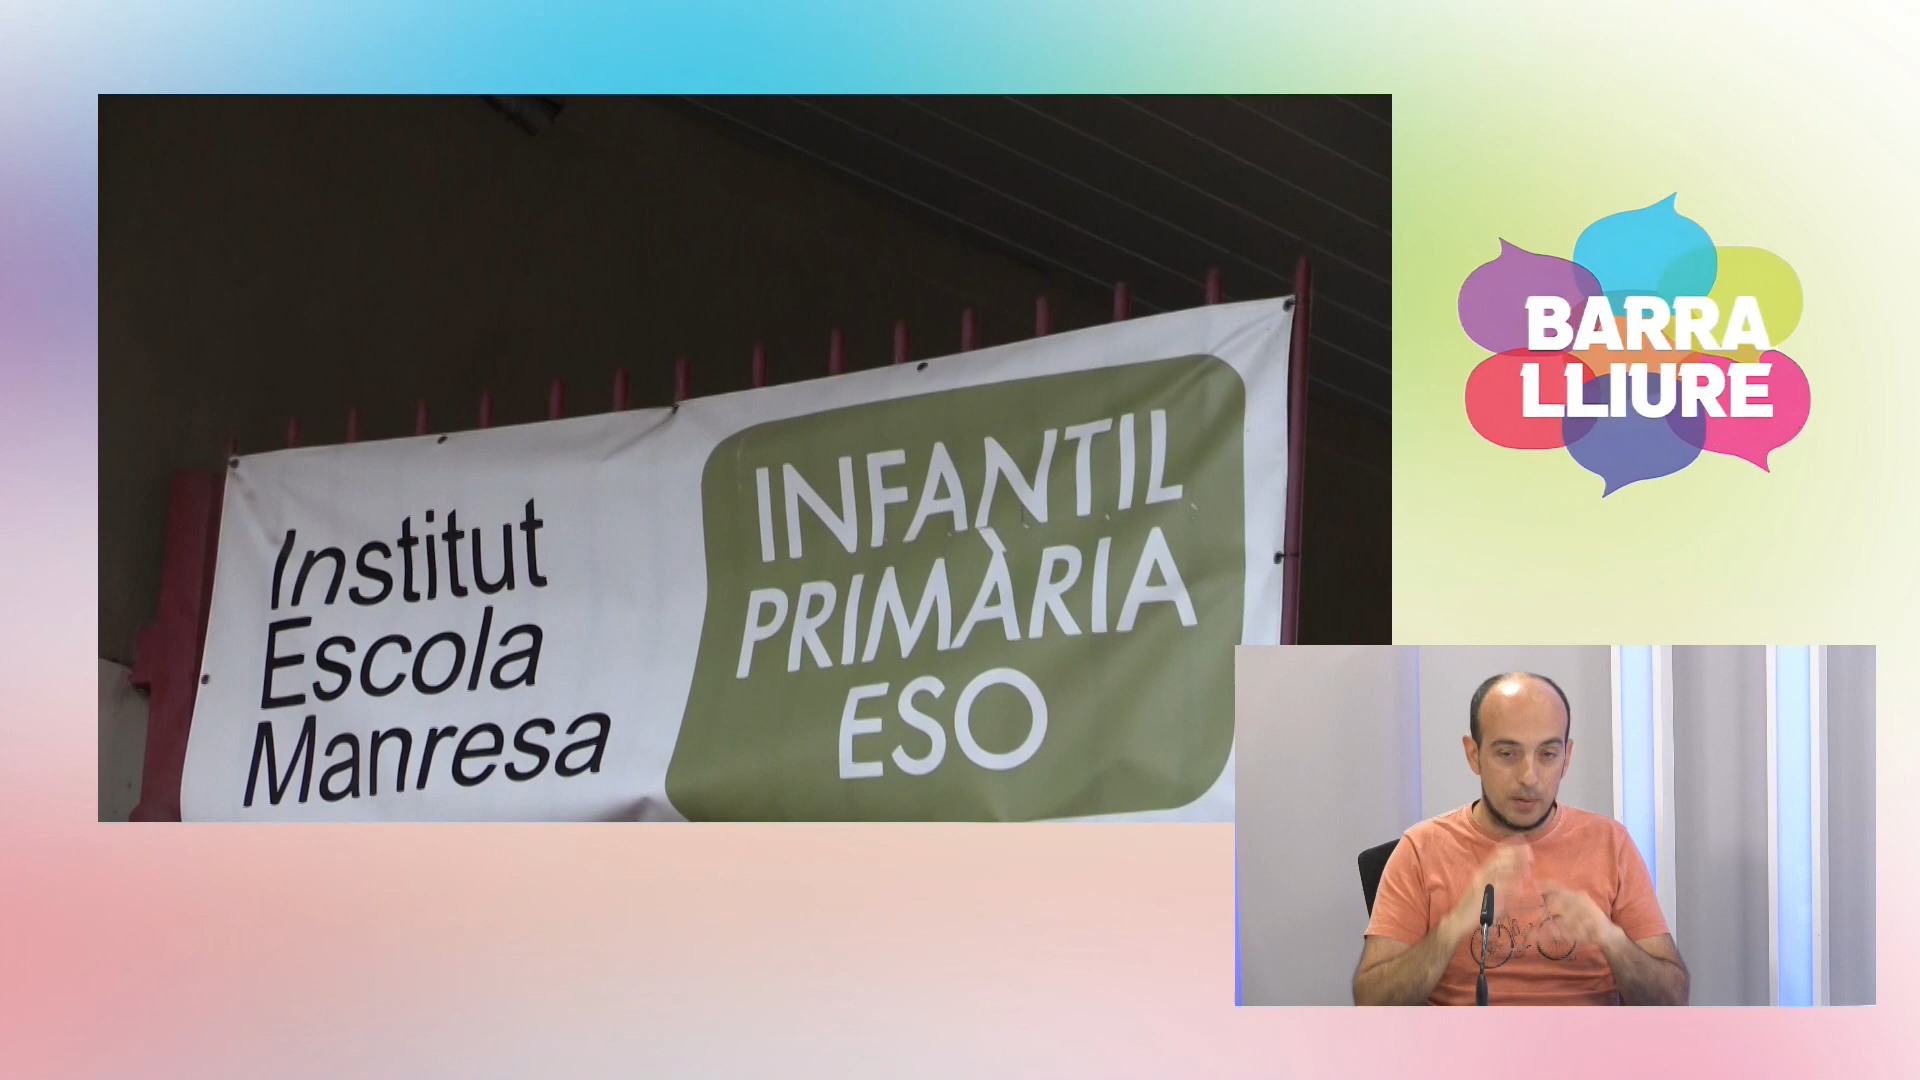 Institut
Escola
Manresa
INFANTIL
PRIMÀRIA
ESO
BARRA
LLIURE